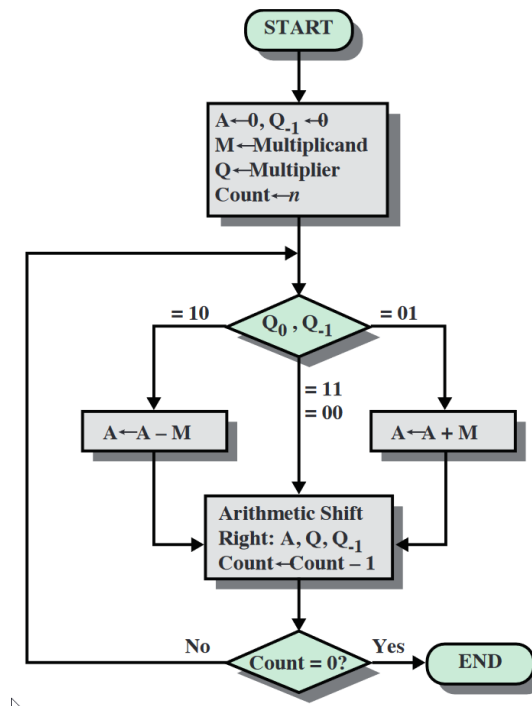 START
A←0, Q₋₁ ←0
M←Multiplicand
Q←Multiplier
Count←n
= 10
Q₀ , Q₋₁
= 01
= 11
= 00
A←A – M
A←A + M
Arithmetic Shift
Right: A, Q, Q₋₁
Count←Count – 1
No
Count = 0?
Yes
END